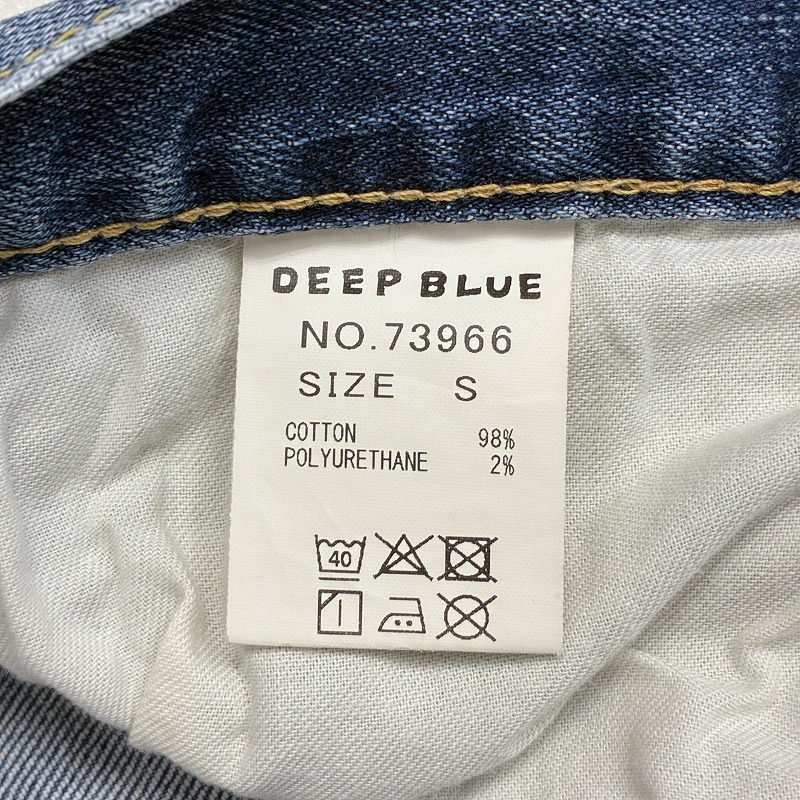 DEEP BLUE
NO.73966
SIZE S
COTTON 98%
POLYURETHANE 2%
40